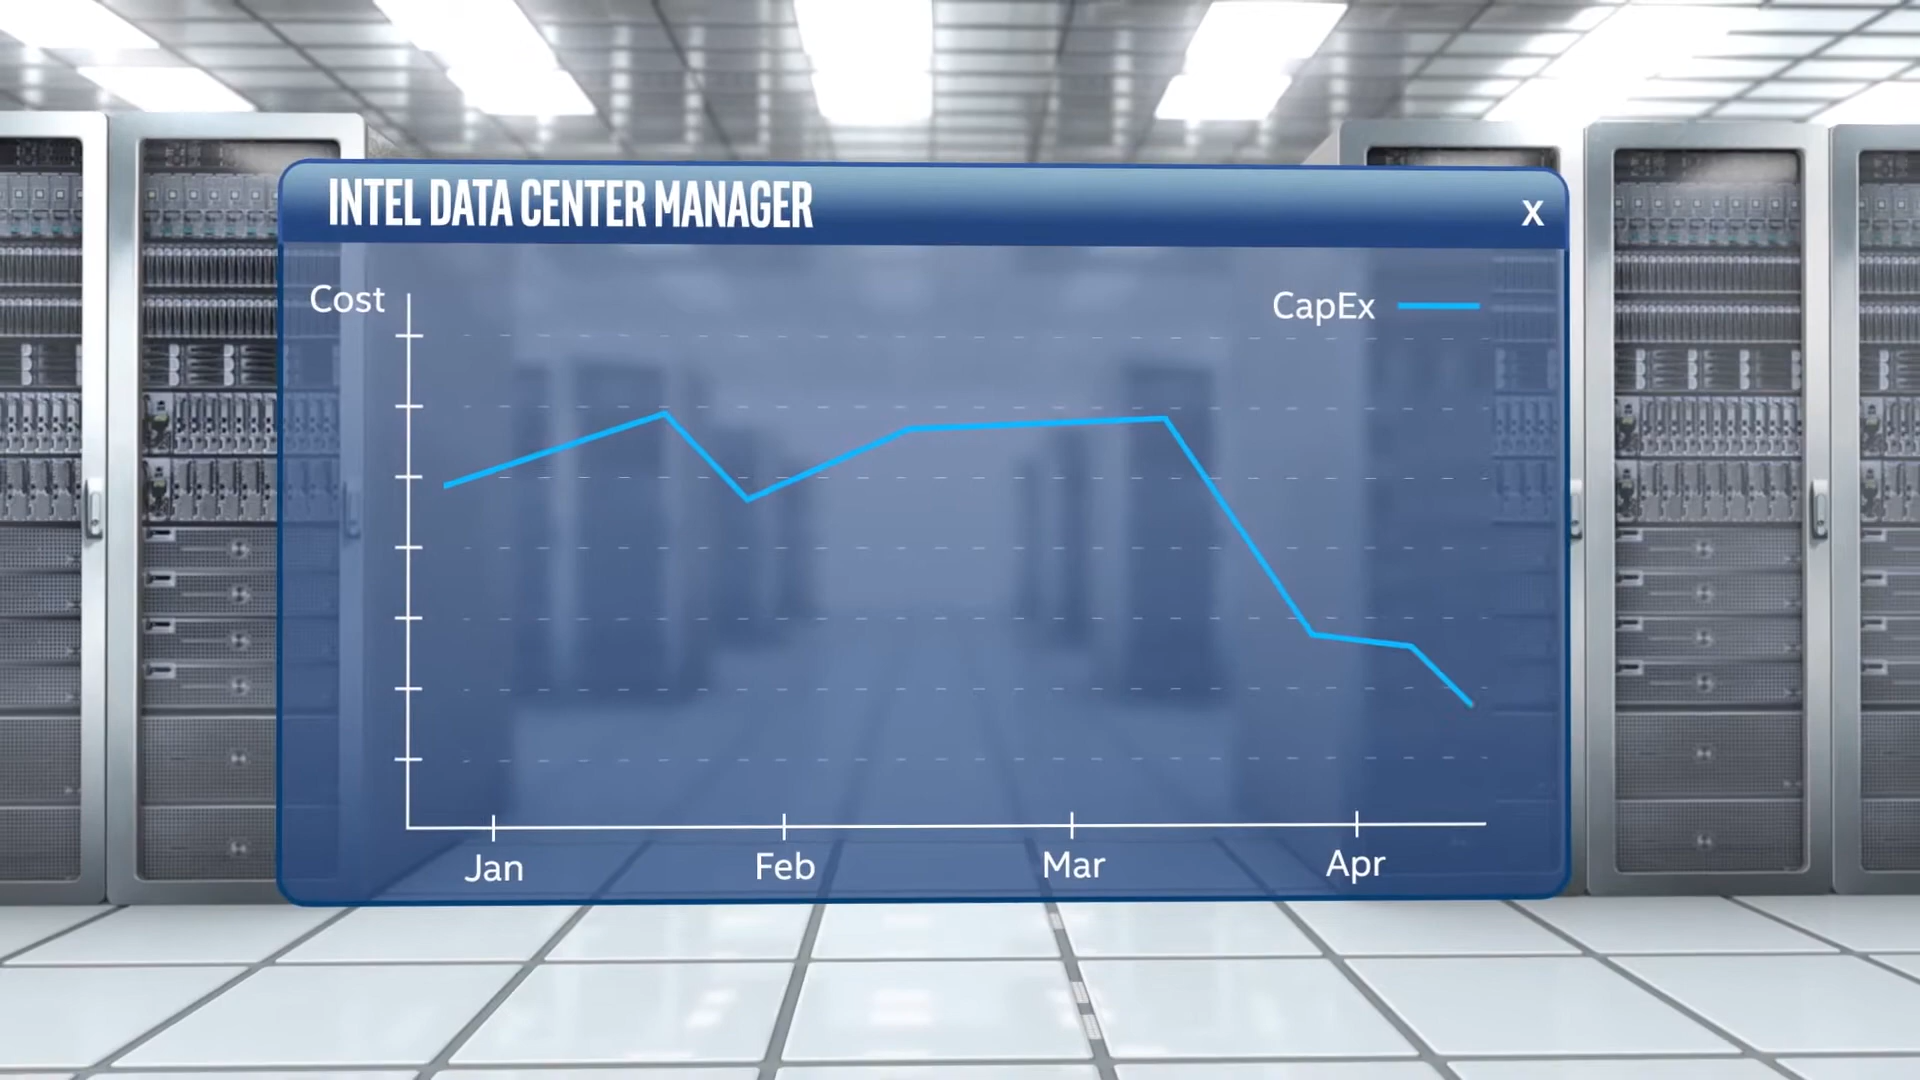 INTEL DATA CENTER MANAGER
X
Cost
CapEx
Jan
Feb
Mar
Apr